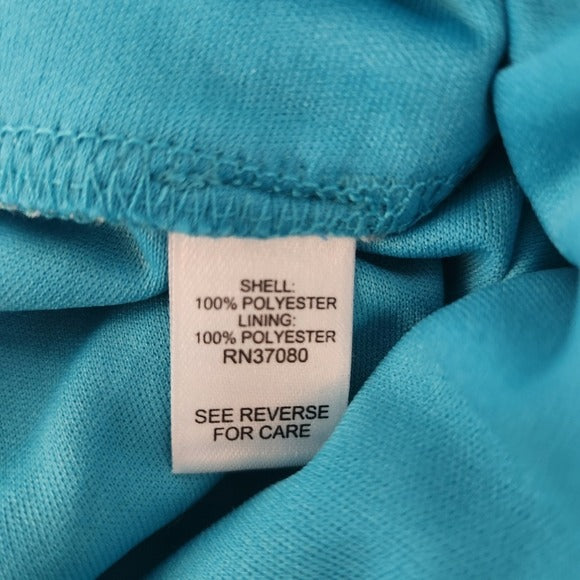 SHELL:
100% POLYESTER
LINING:
100% POLYESTER
RN37080
SEE REVERSE
FOR CARE